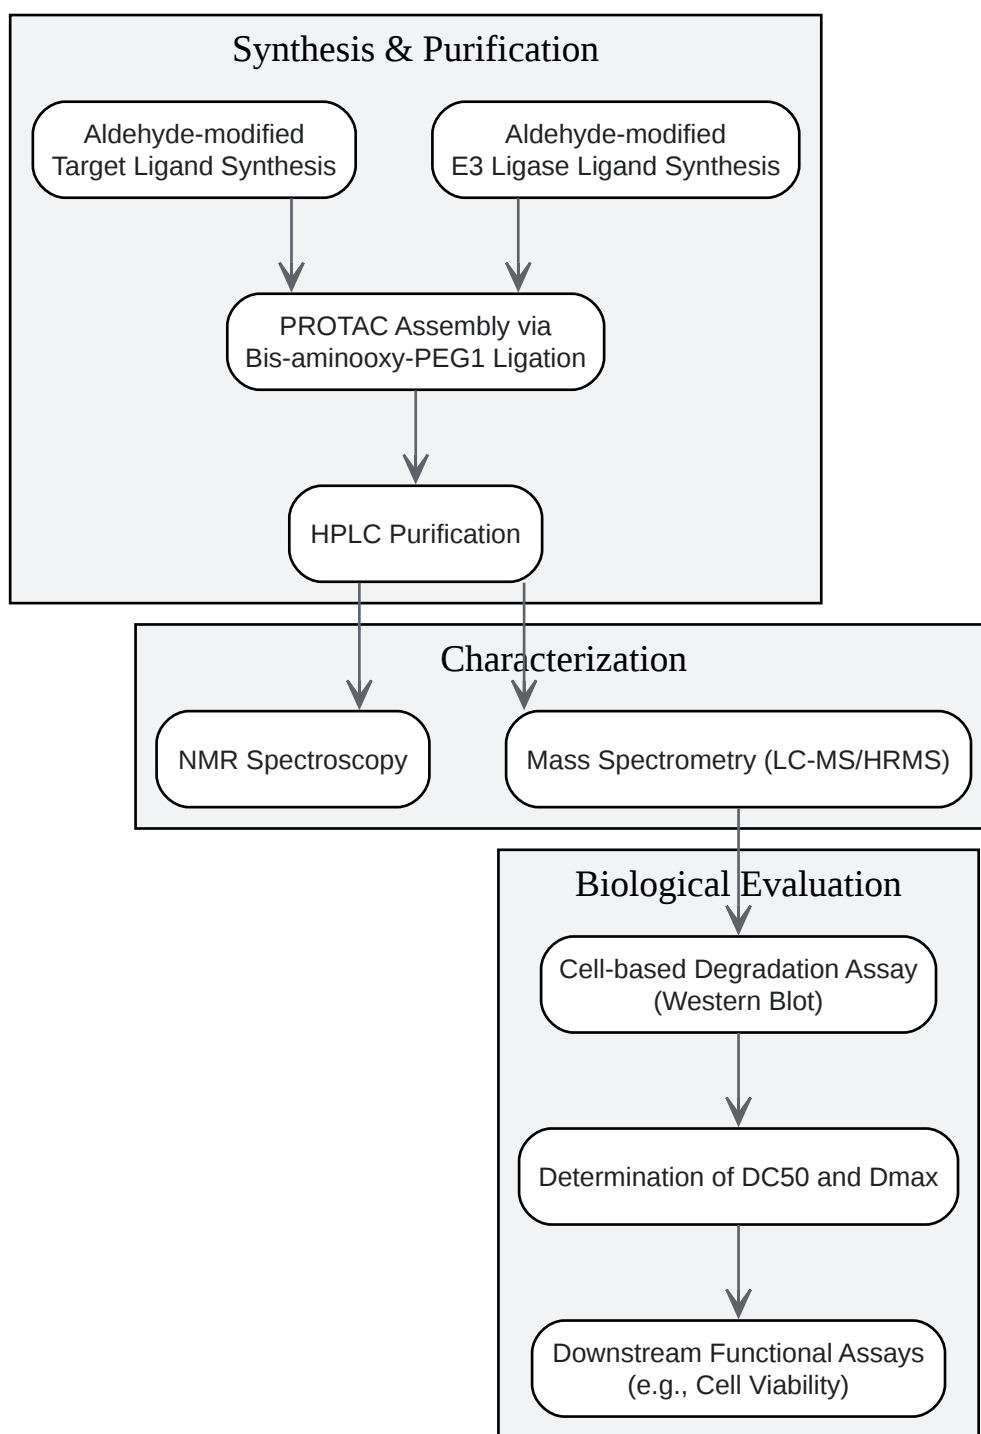 Synthesis & Purification
Aldehyde-modified
Target Ligand Synthesis
Aldehyde-modified
E3 Ligase Ligand Synthesis
PROTAC Assembly via
Bis-aminooxy-PEG1 Ligation
HPLC Purification
Characterization
NMR Spectroscopy
Mass Spectrometry (LC-MS/HRMS)
Biological Evaluation
Cell-based Degradation Assay
(Western Blot)
Determination of DC50 and Dmax
Downstream Functional Assays
(e.g., Cell Viability)